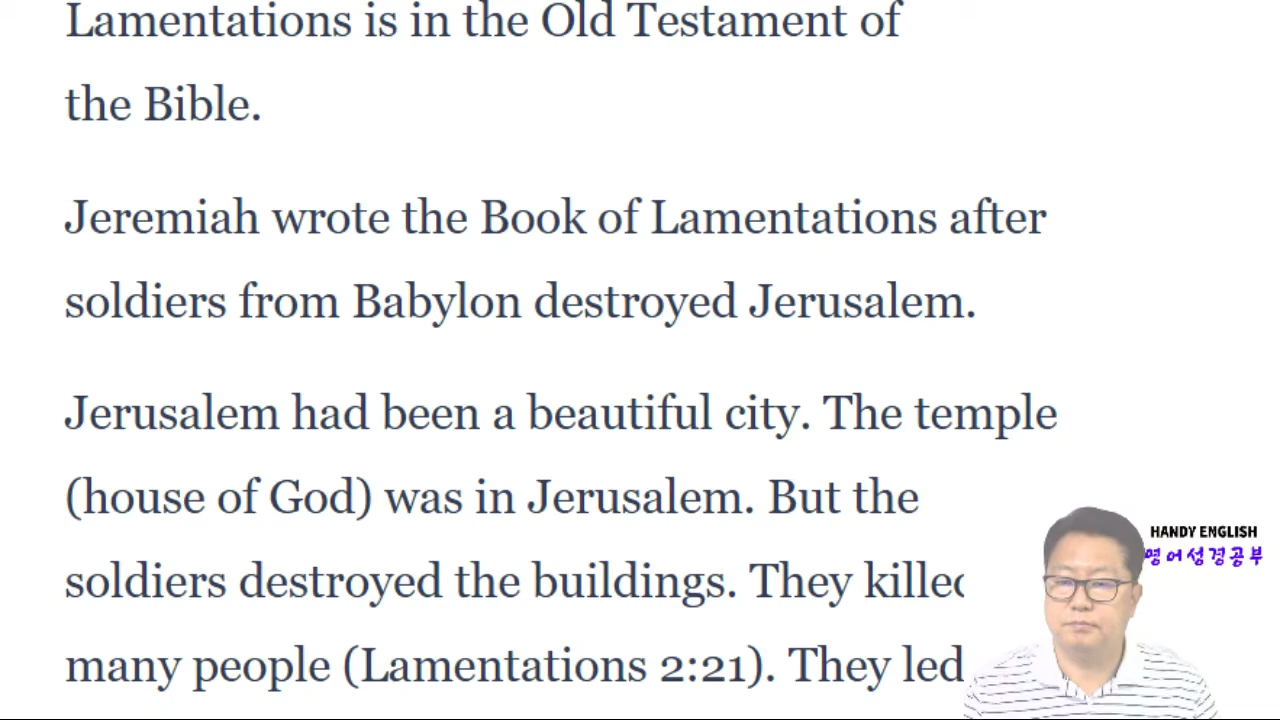 Lamentations is in the Old Testament of
the Bible.
Jeremiah wrote the Book of Lamentations after
soldiers from Babylon destroyed Jerusalem.
Jerusalem had been a beautiful city. The temple
(house of God) was in Jerusalem. But the
soldiers destroyed the buildings. They killed
many people (Lamentations 2:21). They led
HANDY ENGLISH
영어성경공부